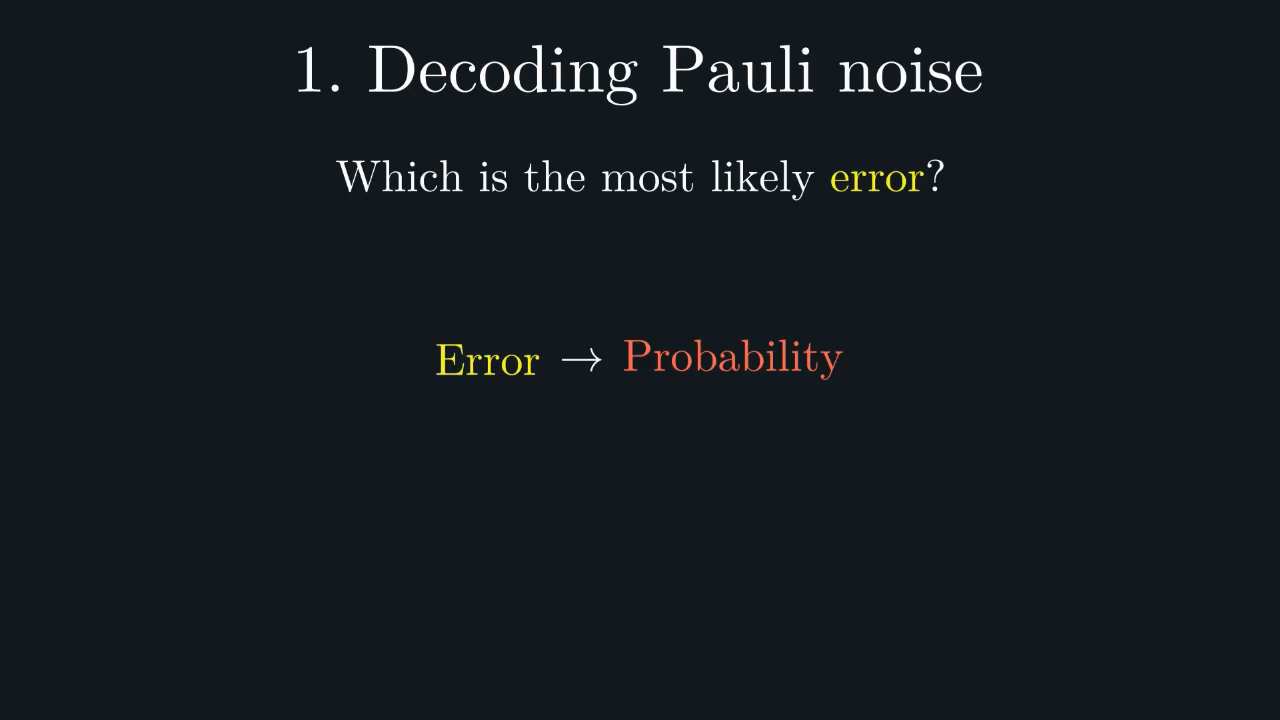 1. Decoding Pauli noise
Which is the most likely error?
Error → Probability